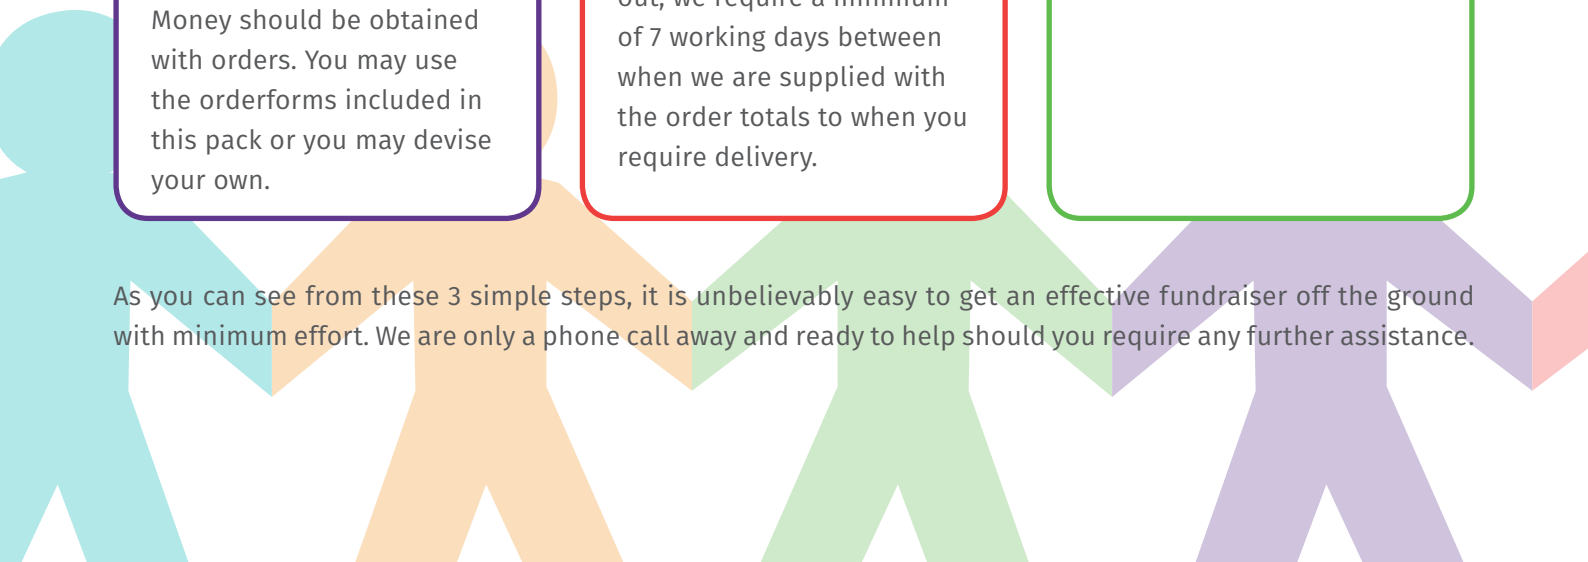 Money should be obtained
with orders. You may use
the orderforms included in
this pack or you may devise
your own.
out, we require a minimum
of 7 working days between
when we are supplied with
the order totals to when you
require delivery.
As you can see from these 3 simple steps, it is unbelievably easy to get an effective fundraiser off the ground
with minimum effort. We are only a phone call away and ready to help should you require any further assistance.